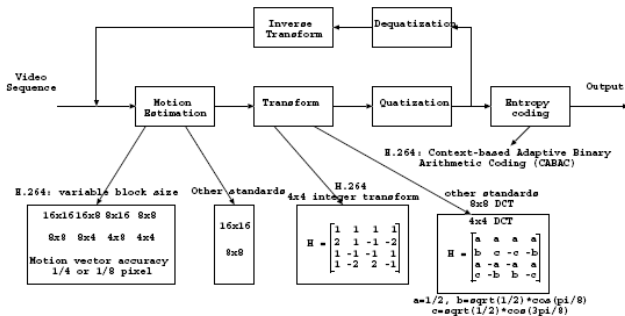 Inverse
Transform
Dequatization
Video
Sequence
Motion
Estimation
Transform
Quatization
Entropy
coding
Output
H.264: Context-based Adaptive Binary
Arithmetic Coding (CABAC)
H.264: variable block size
16x16 16x8 8x16 8x8
8x8 8x4 4x8 4x4
Motion vector accuracy
1/4 or 1/8 pixel
Other standards
16x16
8x8
H.264
4x4 integer transform
H =
1 1 1 1
2 1 -1 -2
1 -1 -1 1
1 -2 2 -1
other standards
8x8 DCT
4x4 DCT
H =
a a a a
b c -c -b
a -a -a a
c -b b -c
a=1/2, b=sqrt(1/2)*cos(pi/8)
c=sqrt(1/2)*cos(3pi/8)